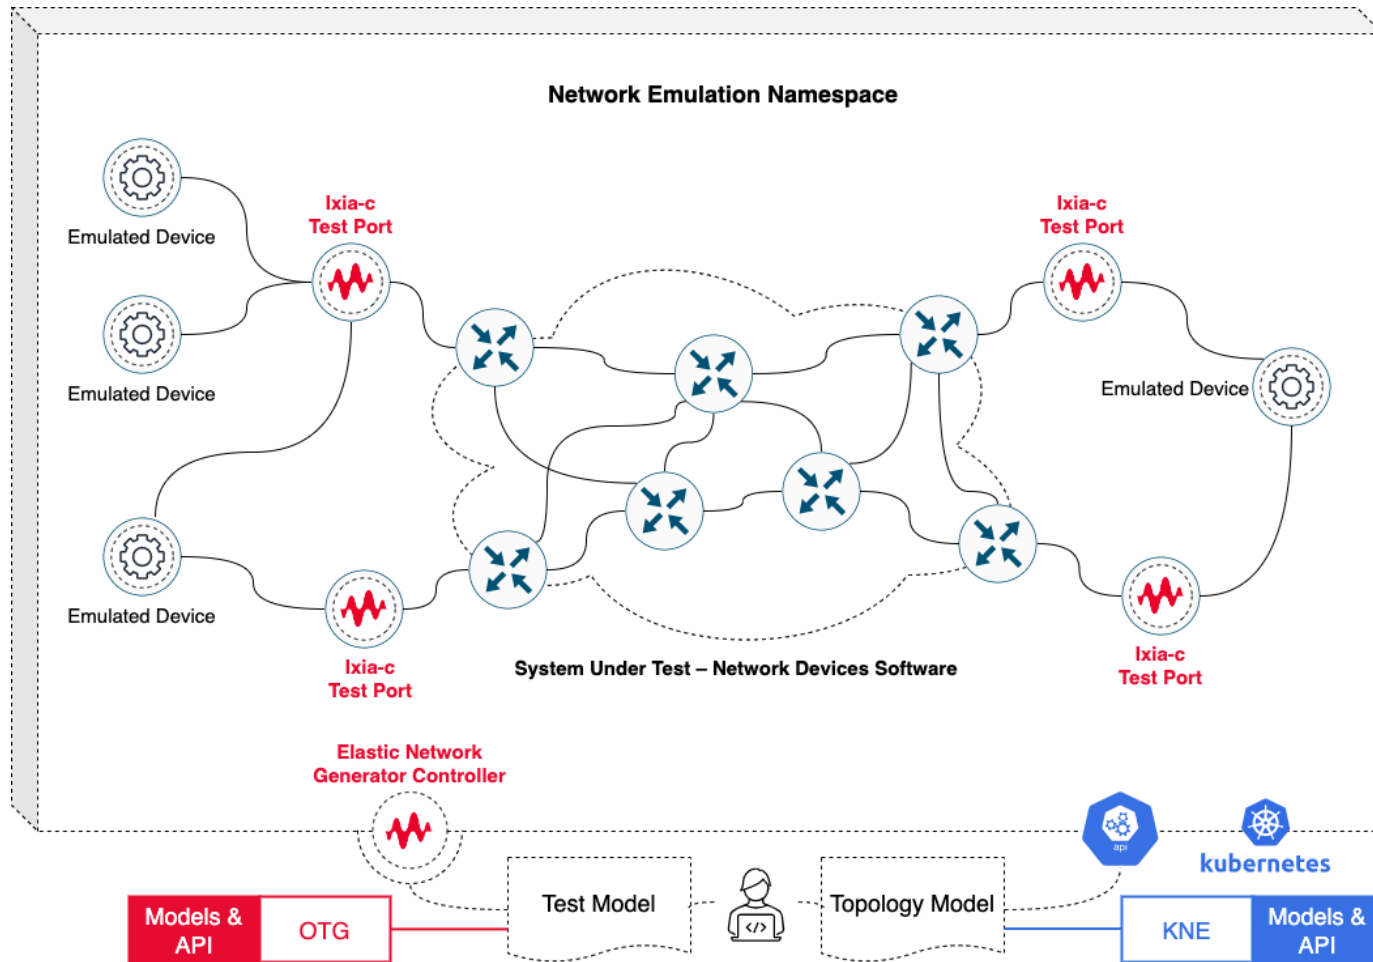 Network Emulation Namespace
Emulated Device
Ixia-c
Test Port
Ixia-c
Test Port
Emulated Device
Emulated Device
Emulated Device
Ixia-c
Test Port
System Under Test – Network Devices Software
Ixia-c
Test Port
Elastic Network
Generator Controller
api
kubernetes
Models &
API
OTG
Test Model
</>
Topology Model
KNE
Models &
API